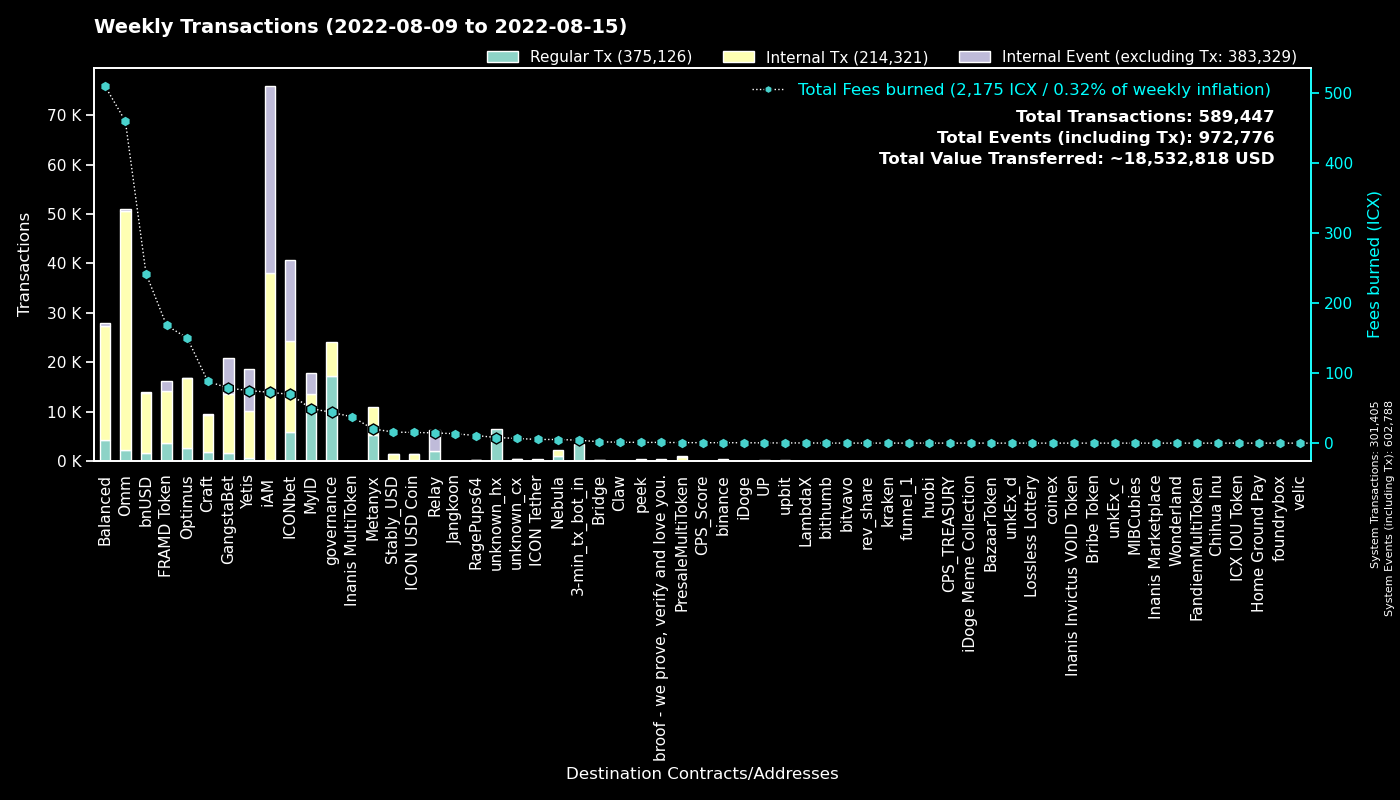 Weekly Transactions (2022-08-09 to 2022-08-15)
Regular Tx (375,126)
Internal Tx (214,321)
Internal Event (excluding Tx: 383,329)
Total Fees burned (2,175 ICX / 0.32% of weekly inflation)
Total Transactions: 589,447
Total Events (including Tx): 972,776
Total Value Transferred: ~18,532,818 USD
Transactions
70 K
60 K
50 K
40 K
30 K
20 K
10 K
0 K
500
400
300
200
100
0
Fees burned (ICX)
System Transactions: 301,405
System Events (including Tx): 602,788
Balanced
Omm
bnUSD
FRAMD Token
Optimus
Craft
GangstaBet
Yetis
iAM
ICONbet
MyID
governance
Inanis MultiToken
Metanyx
Stably_USD
ICON USD Coin
Relay
Jangkoon
RagePups64
unknown_hx
unknown_cx
ICON Tether
Nebula
3-min_tx_bot_in
Bridge
Claw
peek
broof - we prove, verify and love you.
PresaleMultiToken
CPS_Score
binance
iDoge
UP
upbit
LambdaX
bithumb
bitvavo
rev_share
kraken
funnel_1
huobi
CPS_TREASURY
iDoge Meme Collection
BazaarToken
unkEx_d
Lossless Lottery
coinex
Inanis Invictus VOID Token
Bribe Token
unkEx_c
MIBCubies
Inanis Marketplace
Wonderland
FandiemMultiToken
Chihua Inu
ICX IOU Token
Home Ground Pay
foundrybox
velic
Destination Contracts/Addresses